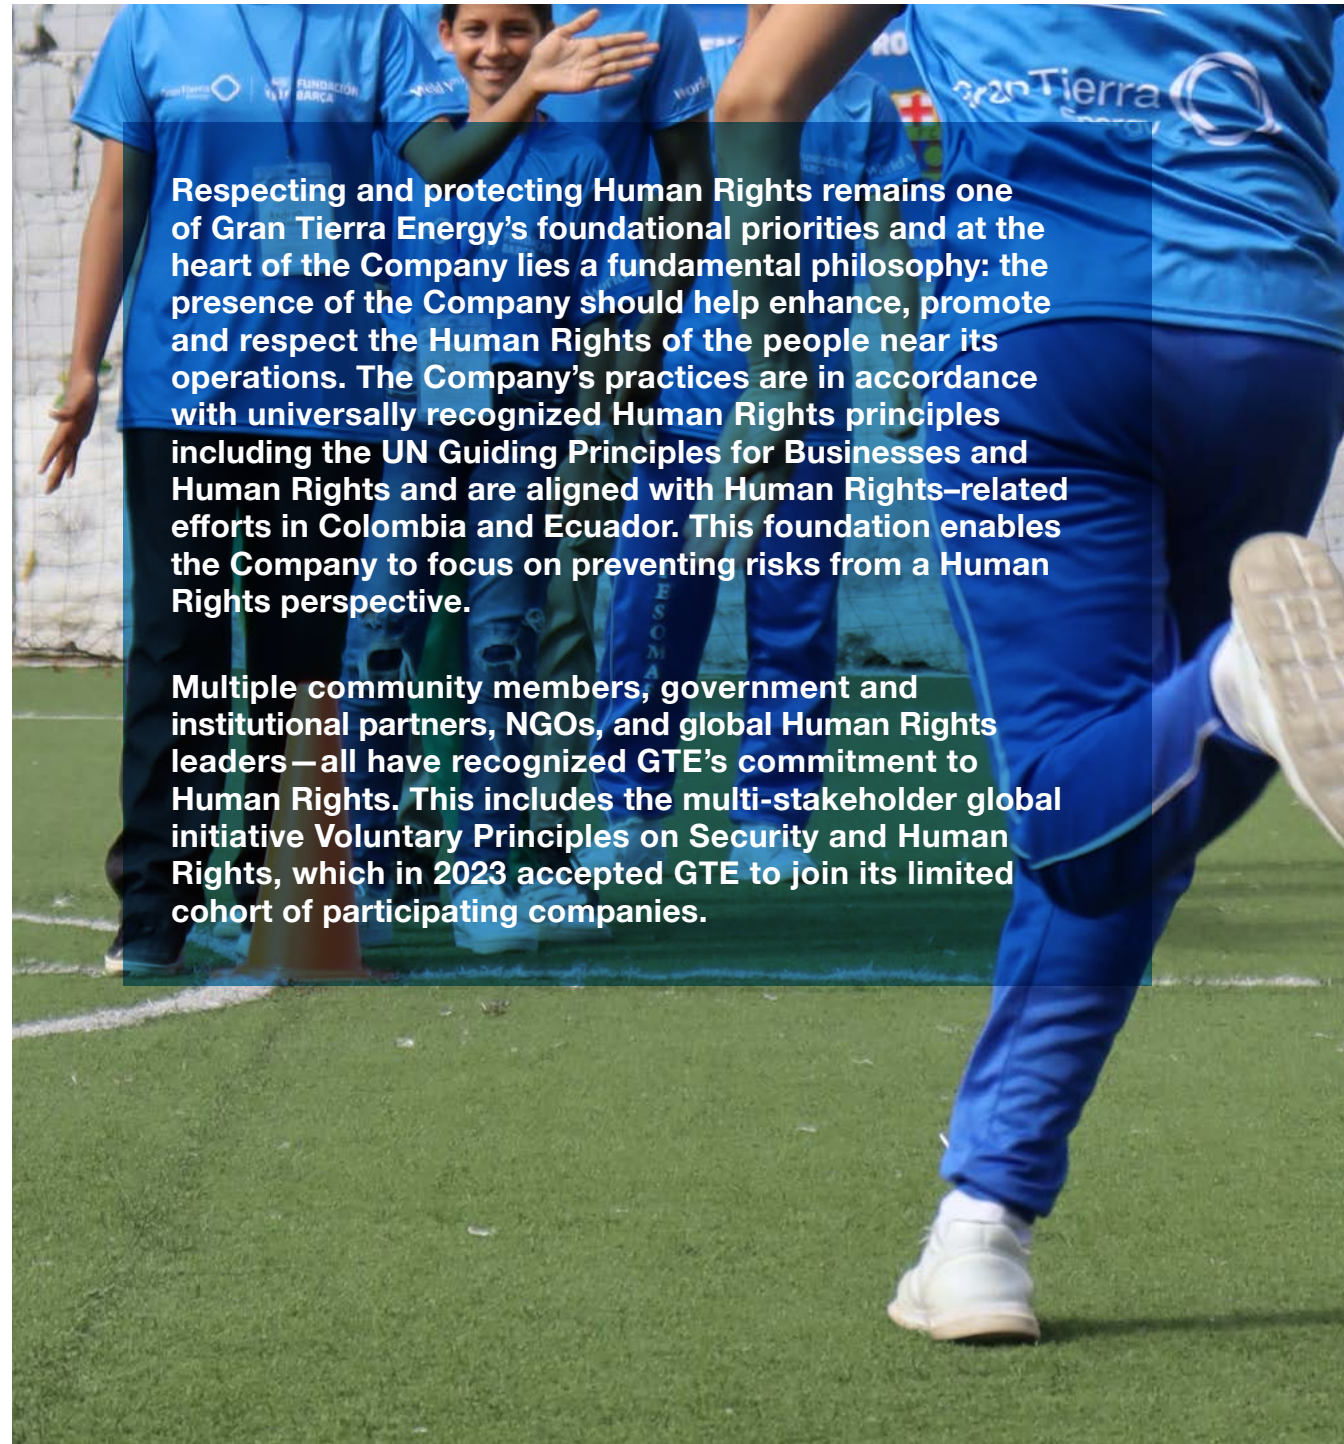 GranTierra
FUNDACIÓN
BARÇA
GranTierra
Energy
Respecting and protecting Human Rights remains one
of Gran Tierra Energy’s foundational priorities and at the
heart of the Company lies a fundamental philosophy: the
presence of the Company should help enhance, promote
and respect the Human Rights of the people near its
operations. The Company’s practices are in accordance
with universally recognized Human Rights principles
including the UN Guiding Principles for Businesses and
Human Rights and are aligned with Human Rights–related
efforts in Colombia and Ecuador. This foundation enables
the Company to focus on preventing risks from a Human
Rights perspective.
Multiple community members, government and
institutional partners, NGOs, and global Human Rights
leaders—all have recognized GTE’s commitment to
Human Rights. This includes the multi-stakeholder global
initiative Voluntary Principles on Security and Human
Rights, which in 2023 accepted GTE to join its limited
cohort of participating companies.